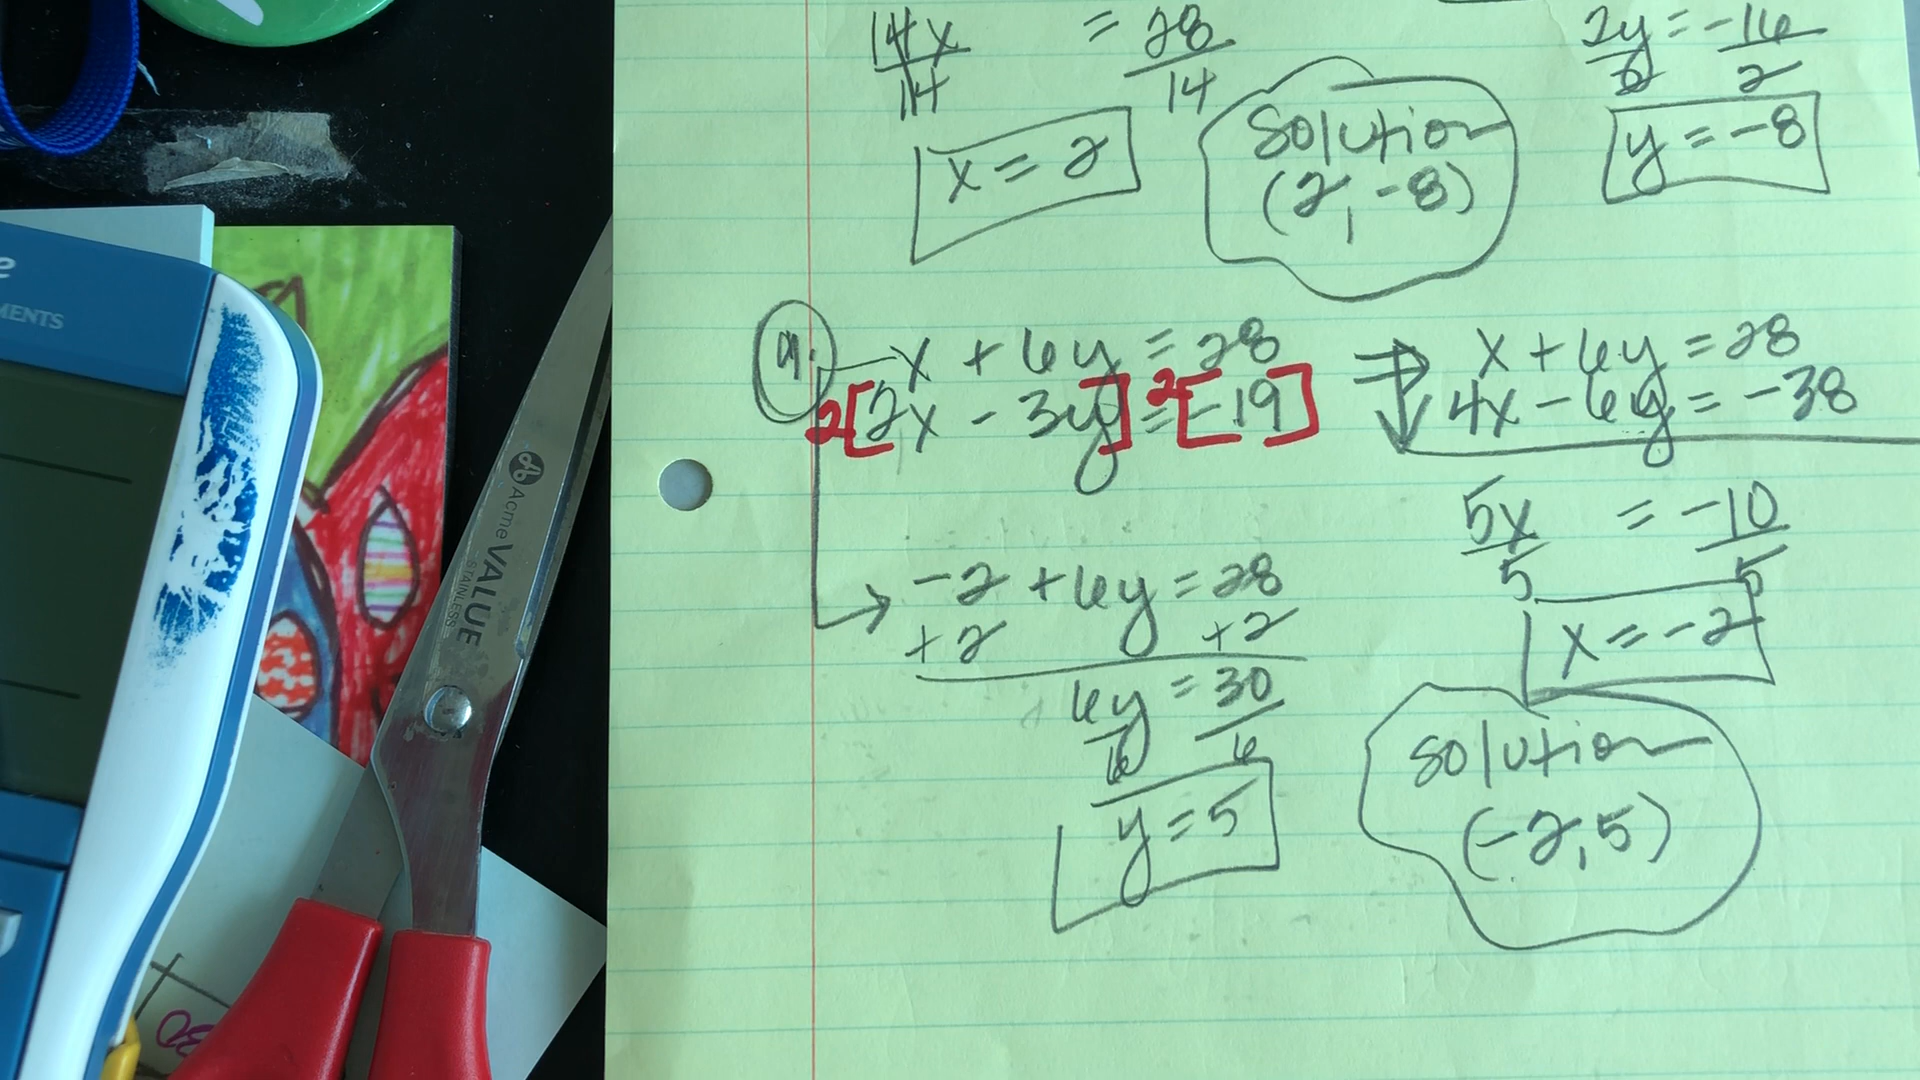 14x = 28
14 14
x = 2
Solution
(2, -8)
2y = -16
2 2
y = -8
9.
x + 6y = 28
2[2x - 3y] = 2[-19]
x + 6y = 28
4x - 6y = -38
5x = -10
5 5
x = -2
-2 + 6y = 28
+2 +2
6y = 30
6 6
y = 5
solution
(-2, 5)
e
MENTS
Acme VALUE
STAINLESS